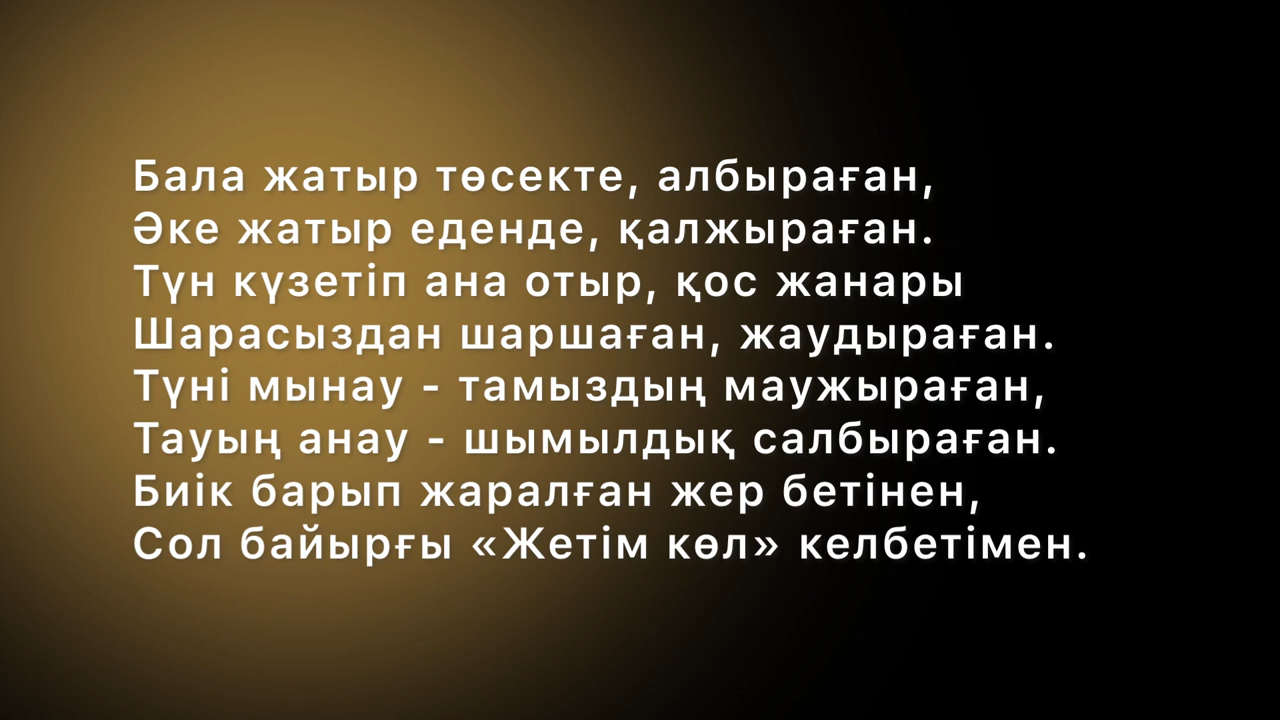 Бала жатыр төсекте, албыраған,
Әке жатыр еденде, қалжыраған.
Түн күзетіп ана отыр, қос жанары
Шарасыздан шаршаған, жаудыраған.
Түні мынау - тамыздың маужыраған,
Тауың анау - шымылдық салбыраған.
Биік барып жаралған жер бетінен,
Сол байырғы «Жетім көл» келбетімен.